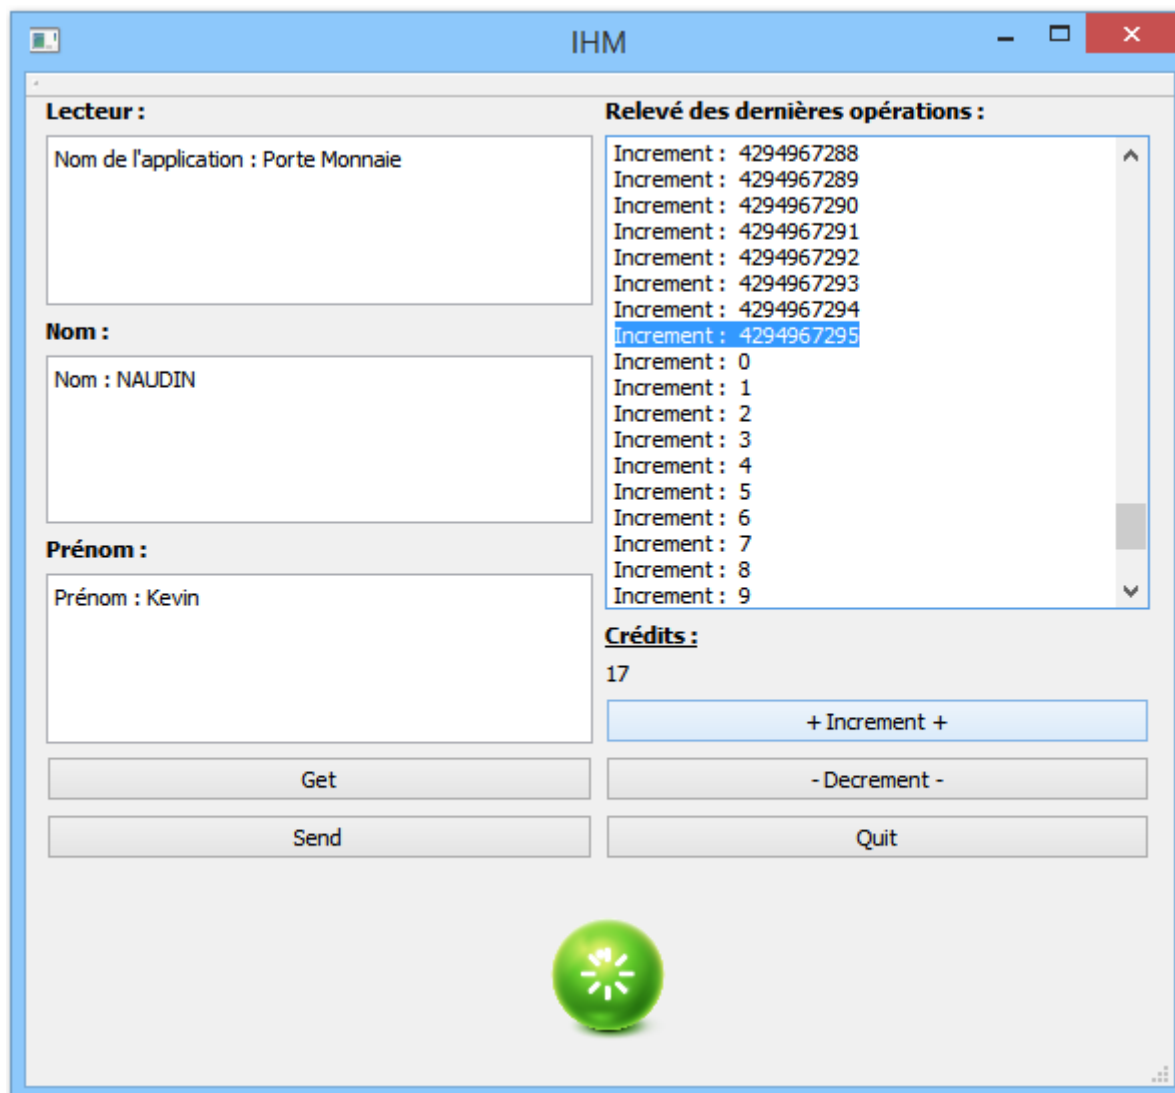 IHM
Lecteur :
Nom de l'application : Porte Monnaie
Nom :
Nom : NAUDIN
Prénom :
Prénom : Kevin
Get
Send
Relevé des dernières opérations :
Increment : 4294967288
Increment : 4294967289
Increment : 4294967290
Increment : 4294967291
Increment : 4294967292
Increment : 4294967293
Increment : 4294967294
Increment : 4294967295
Increment : 0
Increment : 1
Increment : 2
Increment : 3
Increment : 4
Increment : 5
Increment : 6
Increment : 7
Increment : 8
Increment : 9
Crédits :
17
+ Increment +
- Decrement -
Quit